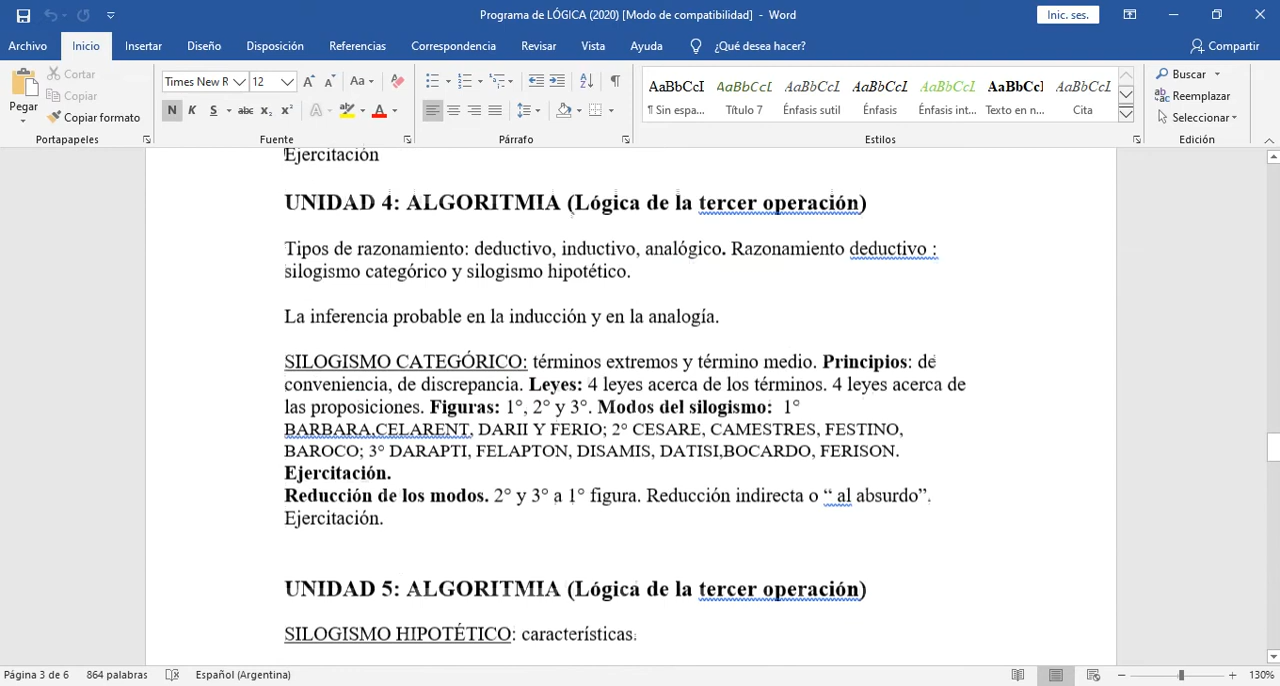 Programa de LÓGICA (2020) [Modo de compatibilidad] - Word
Inic. ses.
Archivo Inicio Insertar Diseño Disposición Referencias Correspondencia Revisar Vista Ayuda ¿Qué desea hacer? Compartir
Pegar
Cortar
Copiar
Copiar formato
Portapapeles
Times New R 12
N K S abc x₂ x²
Fuente
Párrafo
AaBbCcI AaBbCcI AaBbCcI AaBbCcI AaBbCcI AaBbCcI AaBbCcI
¶ Sin espa... Título 7 Énfasis sutil Énfasis Énfasis int... Texto en n... Cita
Estilos
Buscar
Reemplazar
Seleccionar
Edición
Ejercitación
UNIDAD 4: ALGORITMIA (Lógica de la tercer operación)
Tipos de razonamiento: deductivo, inductivo, analógico. Razonamiento deductivo :
silogismo categórico y silogismo hipotético.
La inferencia probable en la inducción y en la analogía.
SILOGISMO CATEGÓRICO: términos extremos y término medio. Principios: de
conveniencia, de discrepancia. Leyes: 4 leyes acerca de los términos. 4 leyes acerca de
las proposiciones. Figuras: 1°, 2° y 3°. Modos del silogismo: 1°
BARBARA,CELARENT, DARII Y FERIO; 2° CESARE, CAMESTRES, FESTINO,
BAROCO; 3° DARAPTI, FELAPTON, DISAMIS, DATISI,BOCARDO, FERISON.
Ejercitación.
Reducción de los modos. 2° y 3° a 1° figura. Reducción indirecta o “ al absurdo”.
Ejercitación.
UNIDAD 5: ALGORITMIA (Lógica de la tercer operación)
SILOGISMO HIPOTÉTICO: características.
Página 3 de 6 864 palabras Español (Argentina) 130%